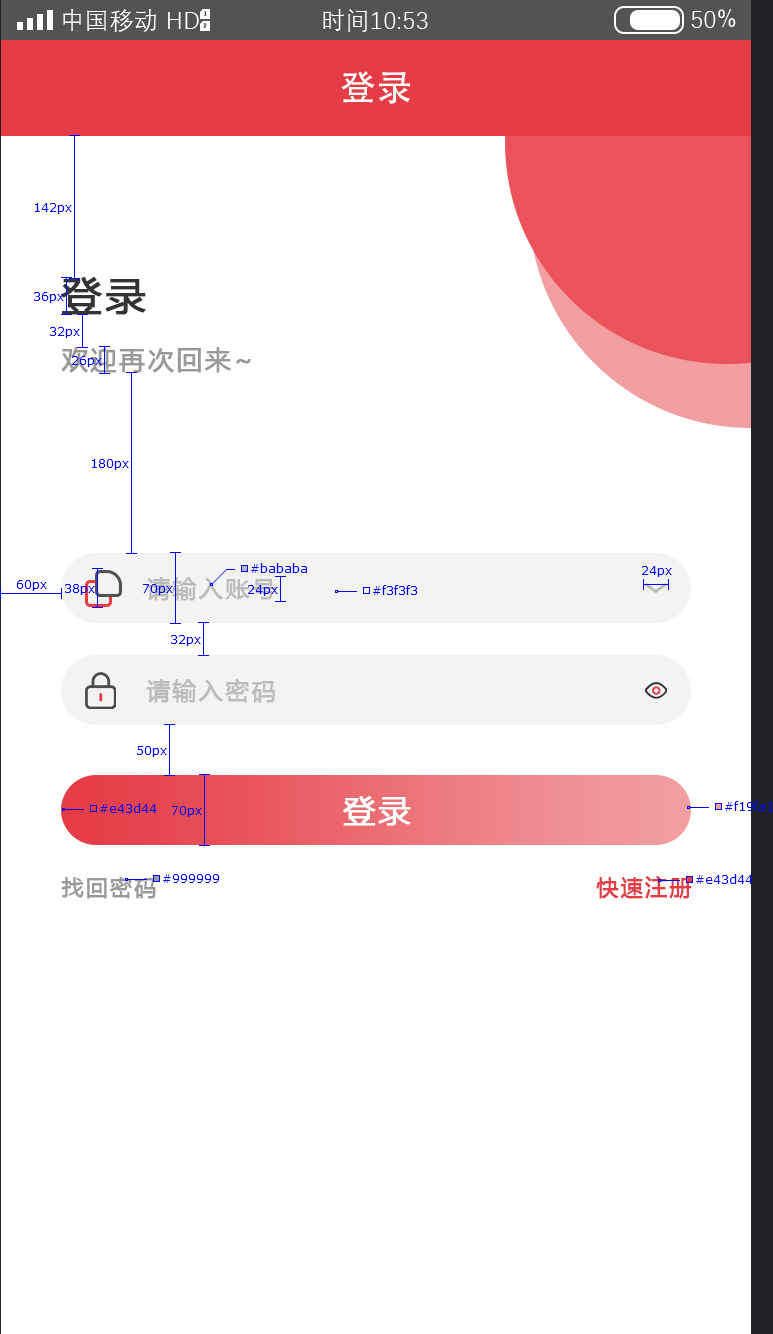 中国移动 HD 时间10:53 50%
登录
142px
登录
36px
32px
欢迎再次回来~
26px
180px
#bababa
24px
60px
38px
70px
请输入账号
24px
#f3f3f3
32px
请输入密码
50px
#e43d44
70px
登录
找回密码
#999999
快速注册
#e43d44